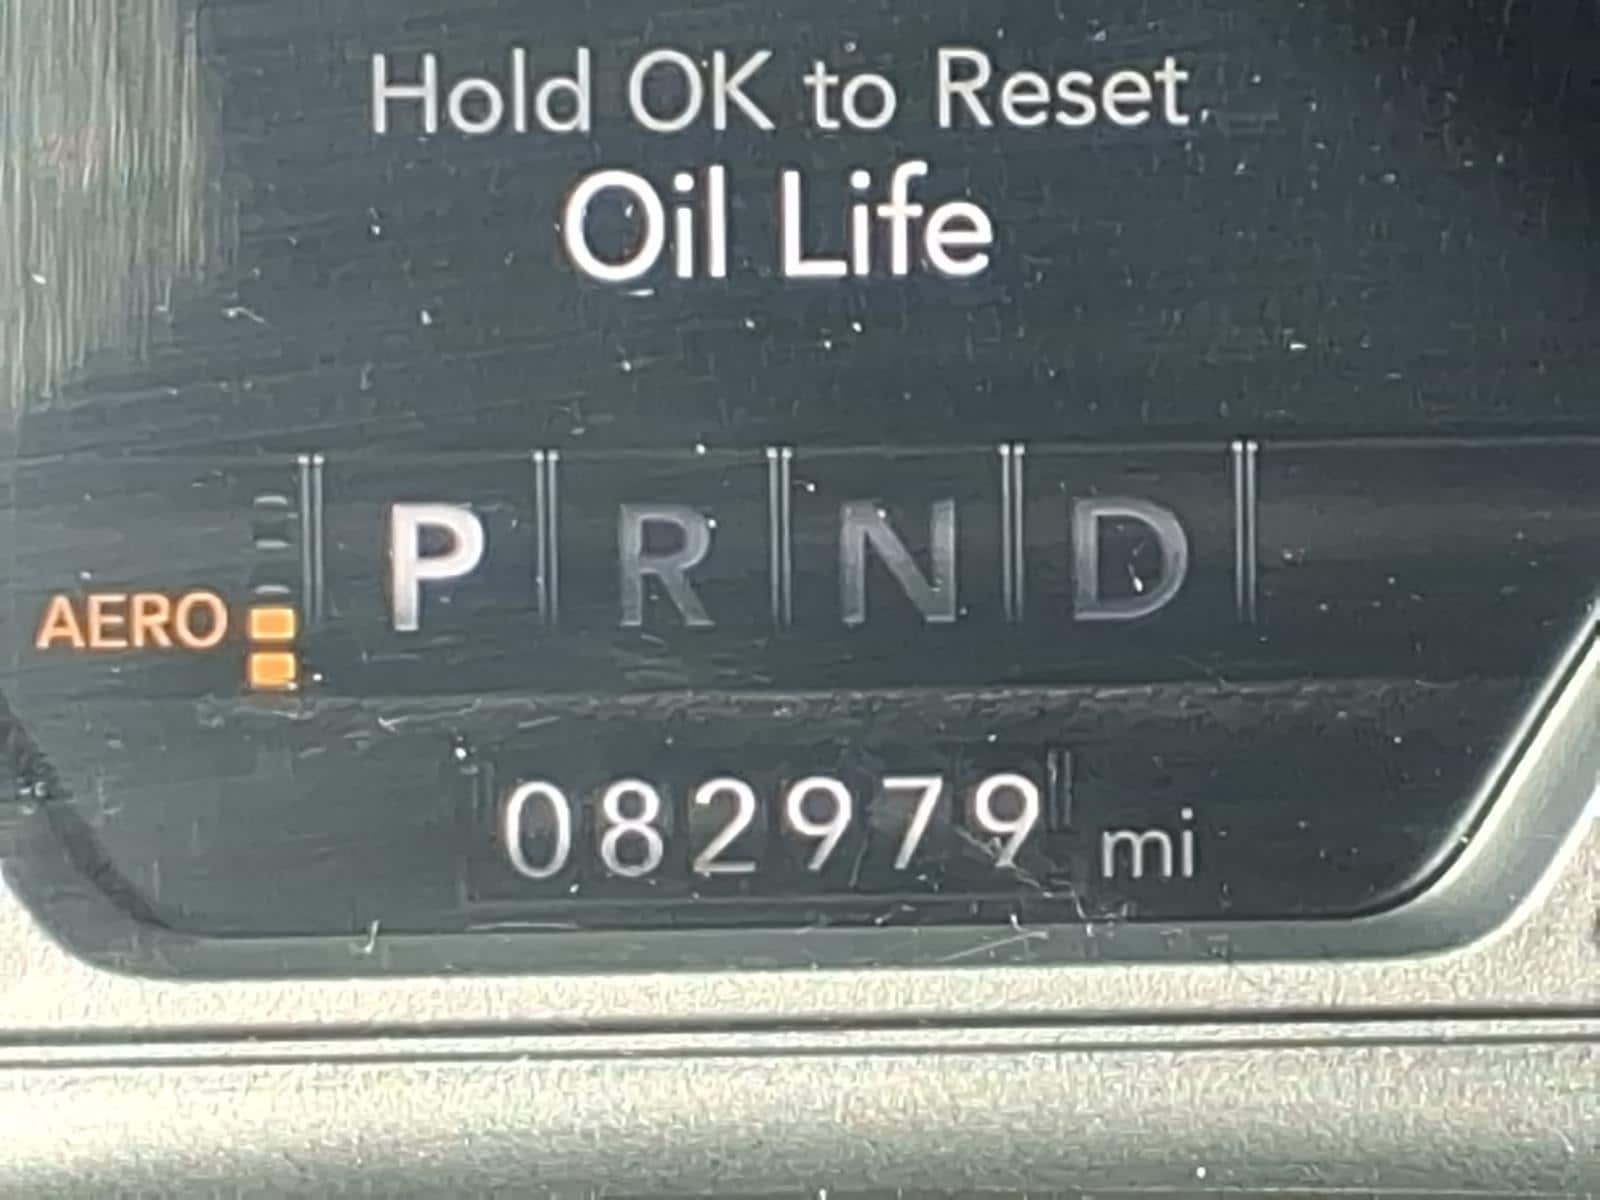 Hold OK to Reset
Oil Life
P R N D
AERO
082979 mi